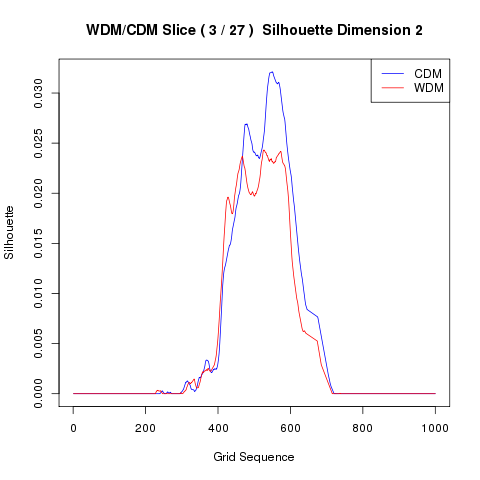 WDM/CDM Slice ( 3 / 27 )  Silhouette Dimension 2
CDM
WDM
Silhouette
0.030
0.025
0.020
0.015
0.010
0.005
0.000
0 200 400 600 800 1000
Grid Sequence